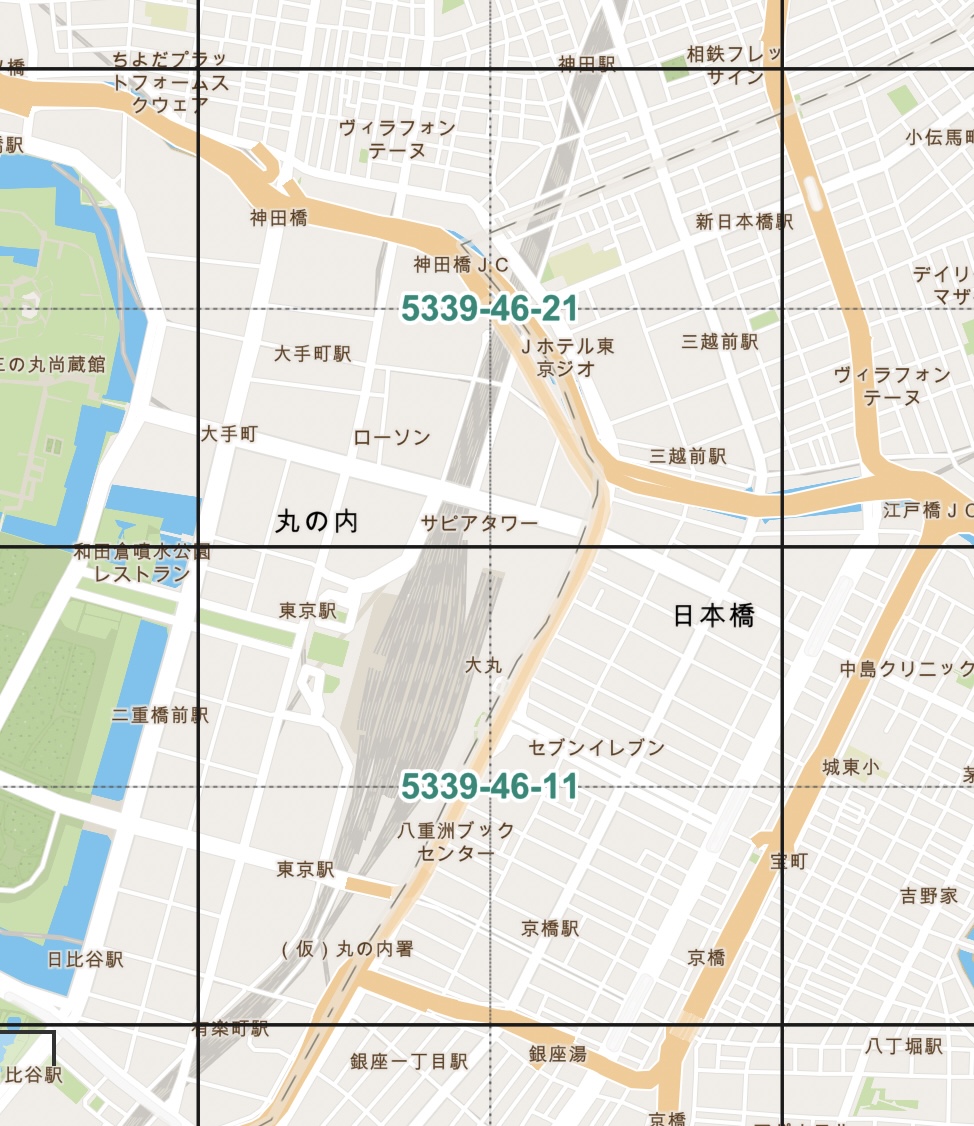 ちよだプラッ
トフォームス
クウェア
橋
神田駅
相鉄フレッ
サイン
ヴィラフォン
テーヌ
小伝馬町
神田橋
新日本橋駅
神田橋ＪＣ
5339-46-21
デイリ
マザ
三の丸尚蔵館
大手町駅
Ｊホテル東
京ジオ
三越前駅
ヴィラフォン
テーヌ
大手町
ローソン
三越前駅
丸の内
サピアタワー
江戸橋ＪＣ
和田倉噴水公園
レストラン
東京駅
日本橋
大丸
中島クリニック
二重橋前駅
セブンイレブン
城東小
5339-46-11
八重洲ブック
センター
東京駅
宝町
吉野家
京橋駅
(仮)丸の内署
日比谷駅
京橋
有楽町駅
銀座一丁目駅
銀座湯
八丁堀駅
比谷駅
京橋